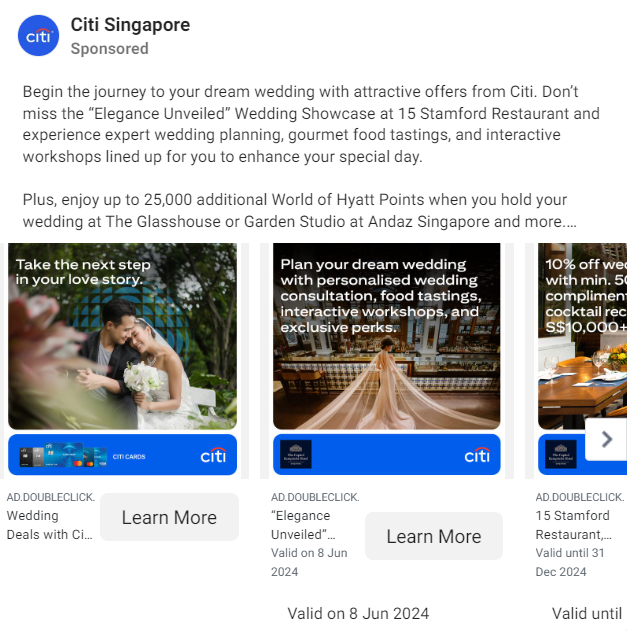 citi
Citi Singapore
Sponsored
Begin the journey to your dream wedding with attractive offers from Citi. Don’t
miss the “Elegance Unveiled” Wedding Showcase at 15 Stamford Restaurant and
experience expert wedding planning, gourmet food tastings, and interactive
workshops lined up for you to enhance your special day.
Plus, enjoy up to 25,000 additional World of Hyatt Points when you hold your
wedding at The Glasshouse or Garden Studio at Andaz Singapore and more....
Take the next step
in your love story.
CITI CARDS
citi
AD.DOUBLECLICK.
Wedding
Deals with Ci...
Learn More
Plan your dream wedding
with personalised wedding
consultation, food tastings,
interactive workshops, and
exclusive perks.
citi
AD.DOUBLECLICK.
“Elegance
Unveiled”...
Valid on 8 Jun
2024
Learn More
Valid on 8 Jun 2024
10% off we
with min. 5
complimen
cocktail rec
S$10,000+
AD.DOUBLECLICK.
15 Stamford
Restaurant,...
Valid until 31
Dec 2024
Valid until